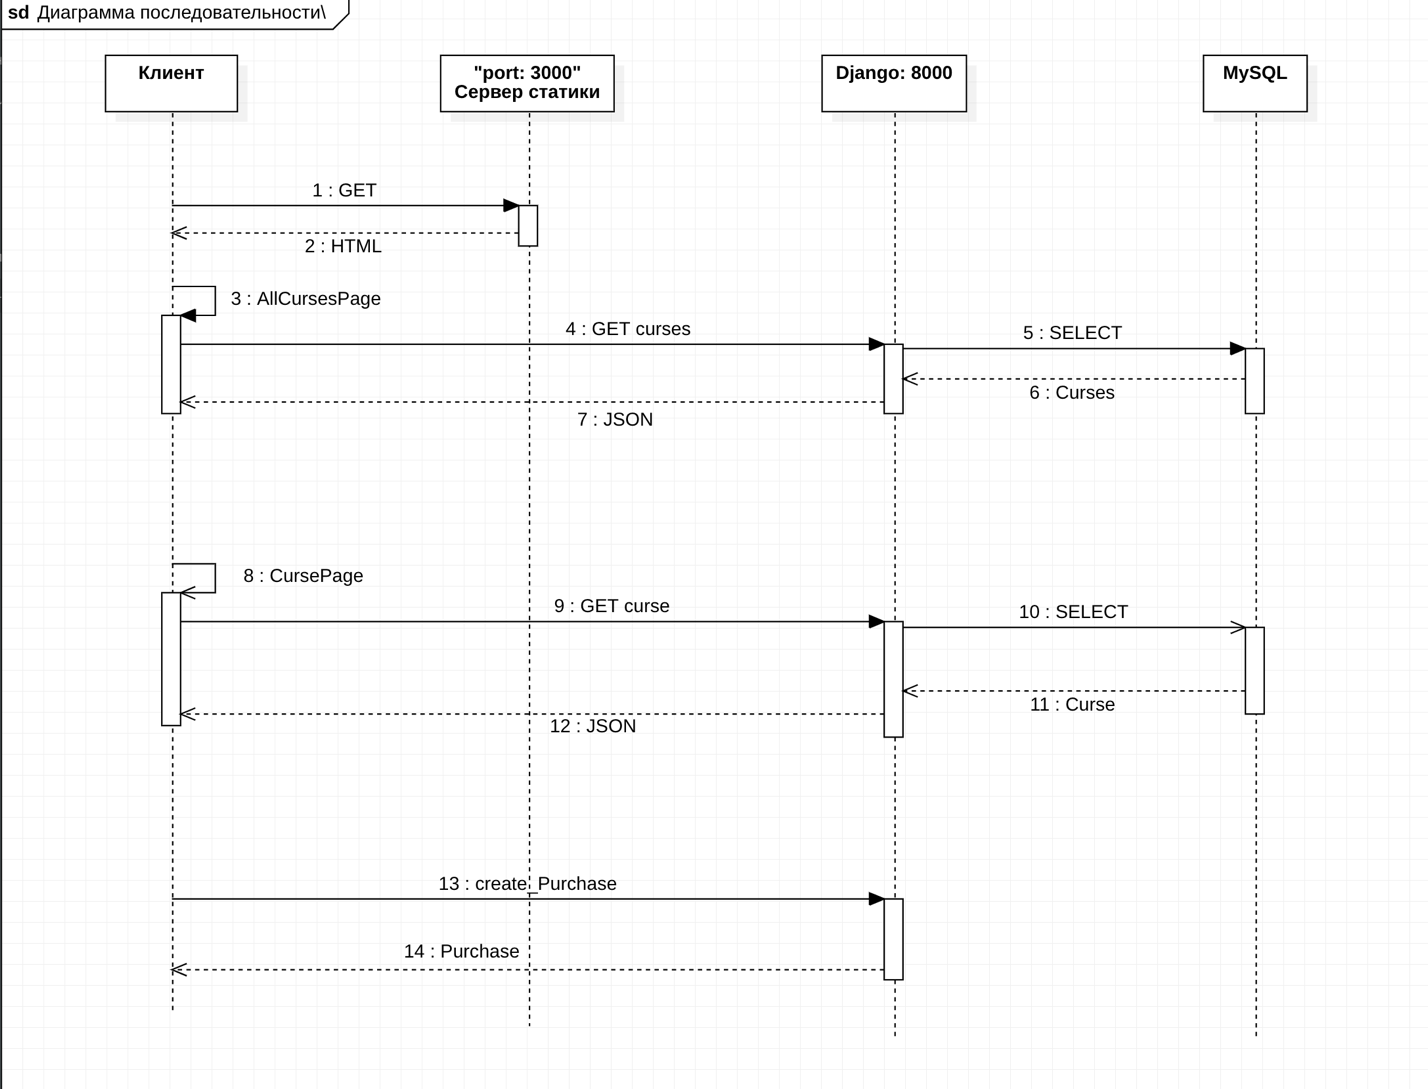 sd Диаграмма последовательности\
Клиент
"port: 3000"
Сервер статики
Django: 8000
MySQL
1 : GET
2 : HTML
3 : AllCursesPage
4 : GET curses
5 : SELECT
6 : Curses
7 : JSON
8 : CursePage
9 : GET curse
10 : SELECT
11 : Curse
12 : JSON
13 : create_Purchase
14 : Purchase